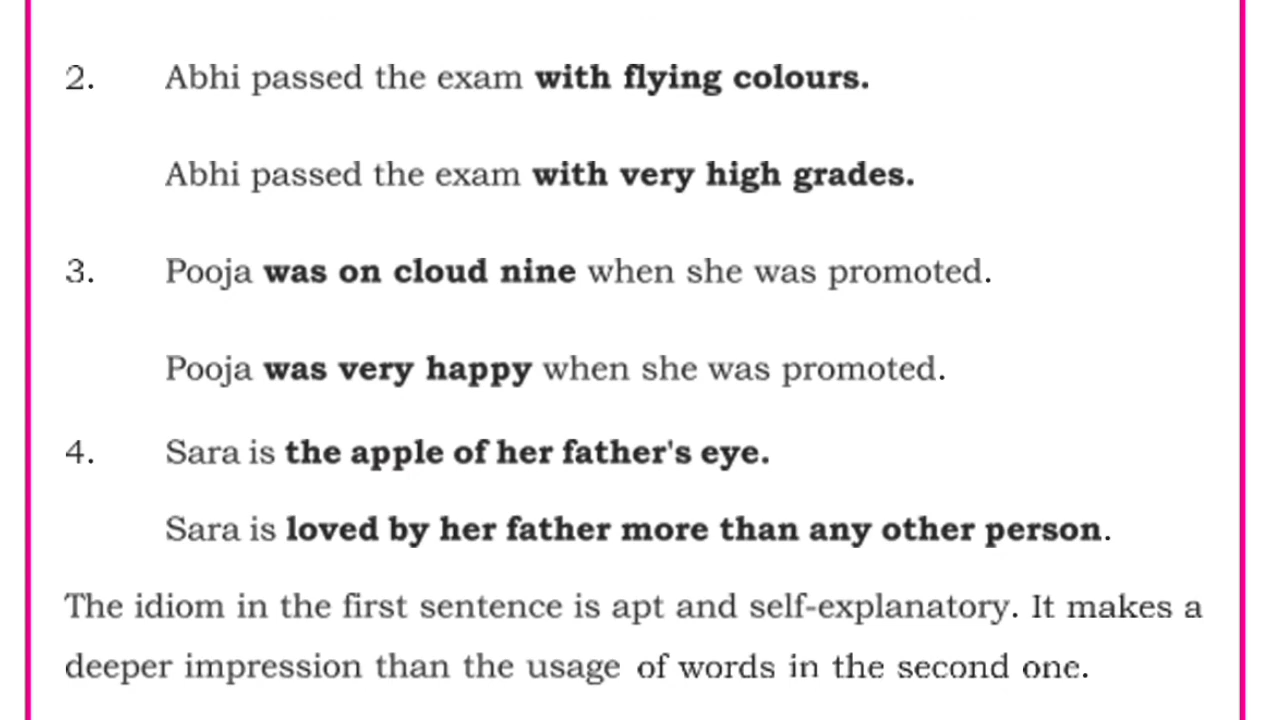 2. Abhi passed the exam with flying colours.
Abhi passed the exam with very high grades.
3. Pooja was on cloud nine when she was promoted.
Pooja was very happy when she was promoted.
4. Sara is the apple of her father's eye.
Sara is loved by her father more than any other person.
The idiom in the first sentence is apt and self-explanatory. It makes a
deeper impression than the usage of words in the second one.